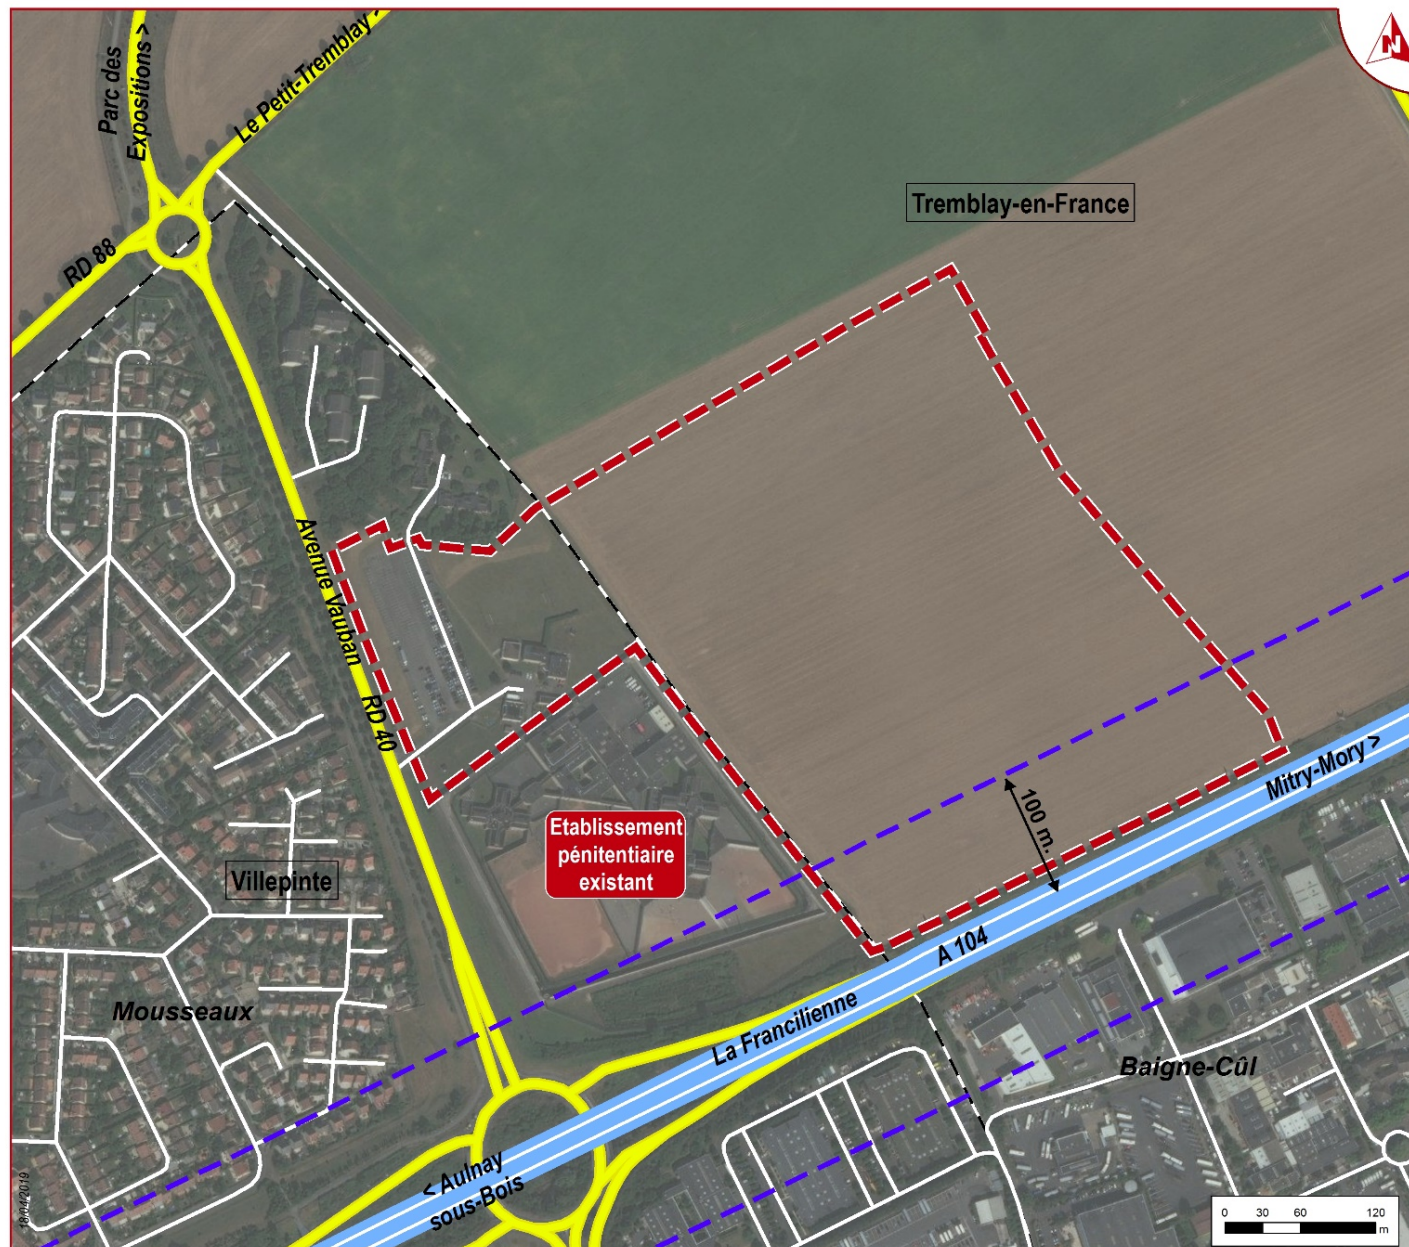 Parc des
Expositions >
Le Petit-Tremblay >
N
Tremblay-en-France
RD 88
Avenue Vauban
RD 40
100 m.
Mitry-Mory >
Etablissement
pénitentiaire
existant
Villepinte
A 104
La Francilienne
Mousseaux
Baigne-Cûl
< Aulnay
sous-Bois
18/04/2019
0 30 60 120
m